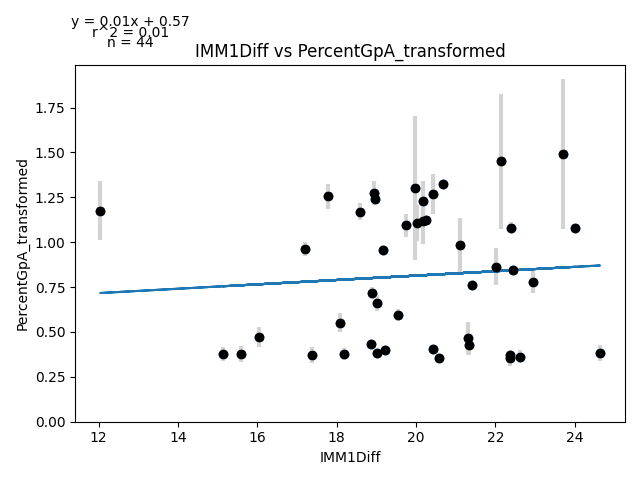 y = 0.01x + 0.57
r^2 = 0.01
n = 44
IMM1Diff vs PercentGpA_transformed
1.75
1.50
1.25
1.00
0.75
0.50
0.25
0.00
PercentGpA_transformed
12 14 16 18 20 22 24
IMM1Diff